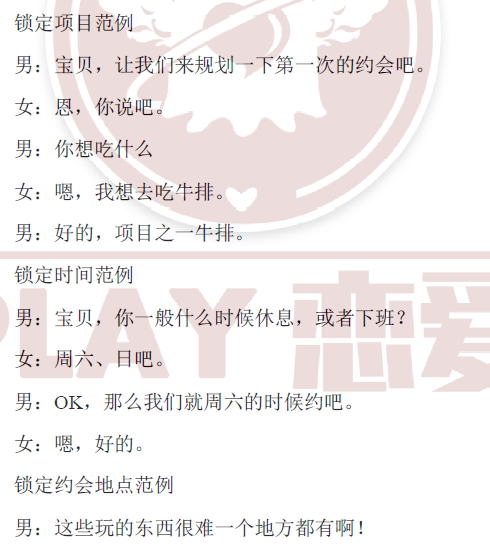 锁定项目范例
男：宝贝，让我们来规划一下第一次的约会吧。
女：恩，你说吧。
男：你想吃什么
女：嗯，我想去吃牛排。
男：好的，项目之一牛排。
锁定时间范例
PLAY 恋爱
男：宝贝，你一般什么时候休息，或者下班？
女：周六、日吧。
男：OK，那么我们就周六的时候约吧。
女：嗯，好的。
锁定约会地点范例
男：这些玩的东西很难一个地方都有啊！